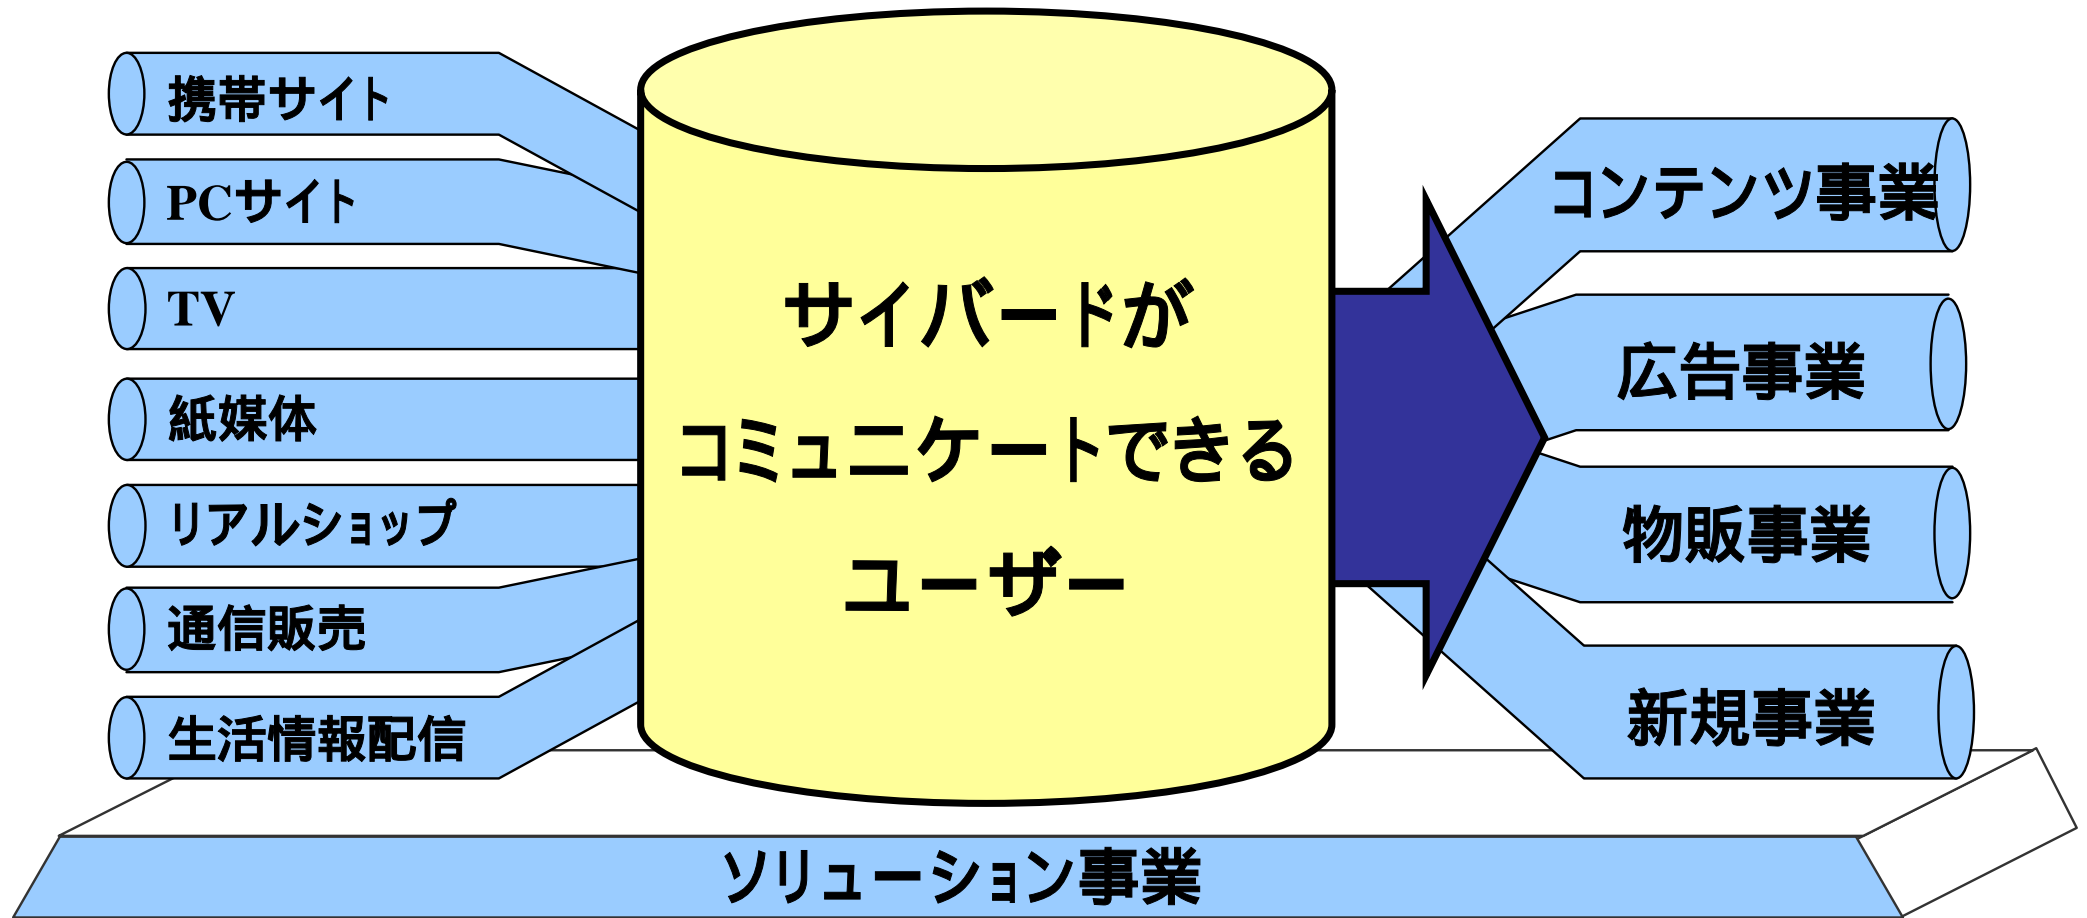 携帯サイト
PCサイト
TV
紙媒体
リアルショップ
通信販売
生活情報配信
サイバードが
コミュニケートできる
ユーザー
コンテンツ事業
広告事業
物販事業
新規事業
ソリューション事業